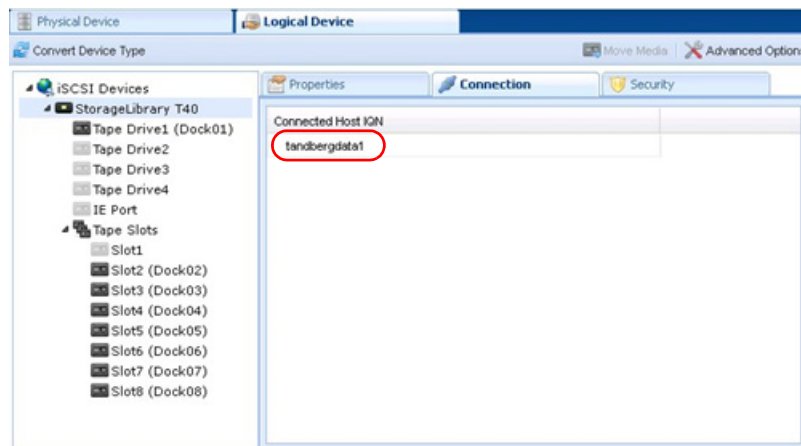 Physical Device
Logical Device
Convert Device Type
Move Media
Advanced Option
iSCSI Devices
StorageLibrary T40
Tape Drive1 (Dock01)
Tape Drive2
Tape Drive3
Tape Drive4
IE Port
Tape Slots
Slot1
Slot2 (Dock02)
Slot3 (Dock03)
Slot4 (Dock04)
Slot5 (Dock05)
Slot6 (Dock06)
Slot7 (Dock07)
Slot8 (Dock08)
Properties
Connection
Security
Connected Host IQN
tandbergdata1